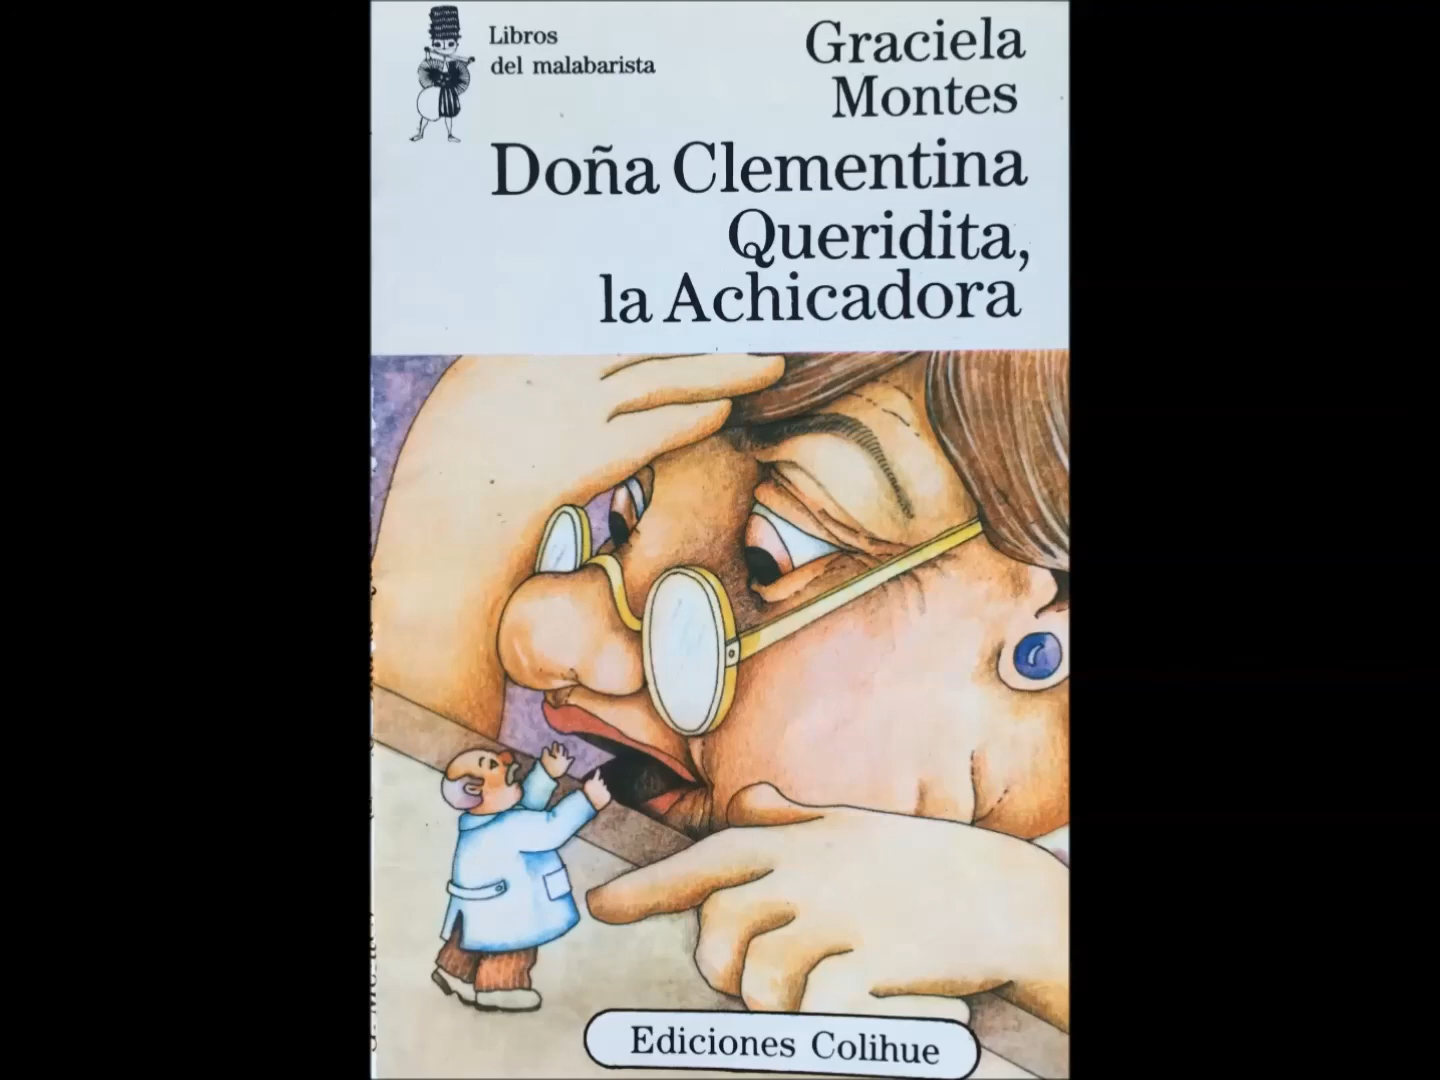 Libros
del malabarista
Graciela
Montes
Doña Clementina
Queridita,
la Achicadora
Ediciones Colihue